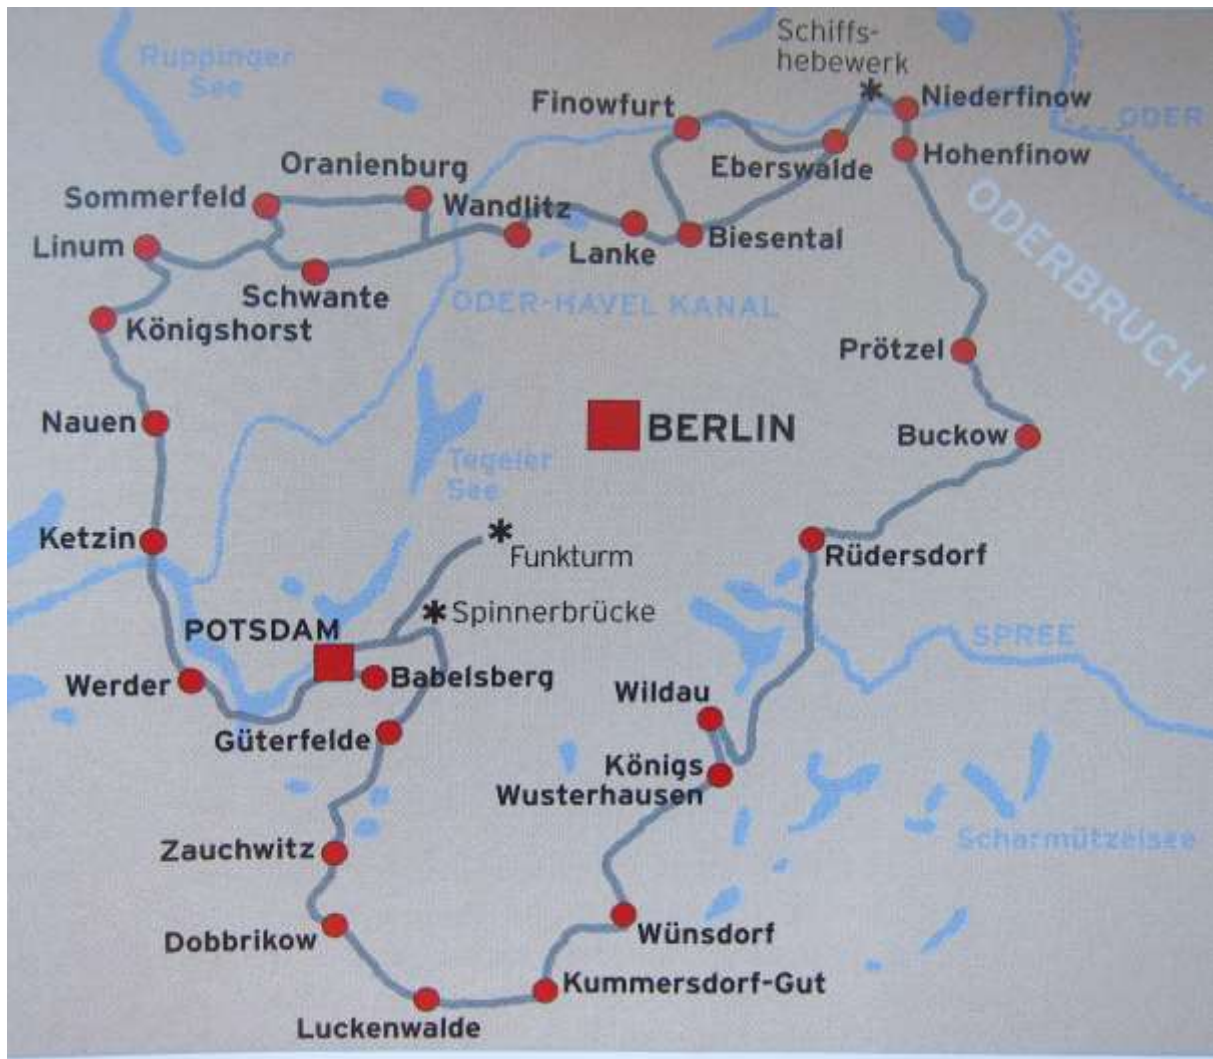 Schiffs-
hebewerk
Ruppinger
See
Finowfurt
Niederfinow
ODER
Oranienburg
Eberswalde
Hohenfinow
Sommerfeld
Wandlitz
Linum
Lanke
Biesental
ODERBRUCH
Schwante
ODER-HAVEL KANAL
Königshorst
Prötzel
Nauen
BERLIN
Buckow
Tegeler
See
Ketzin
Funkturm
Rüdersdorf
Spinnerbrücke
POTSDAM
SPREE
Werder
Babelsberg
Wildau
Güterfelde
Königs
Wusterhausen
Scharmützelsee
Zauchwitz
Dobbrikow
Wünsdorf
Kummersdorf-Gut
Luckenwalde